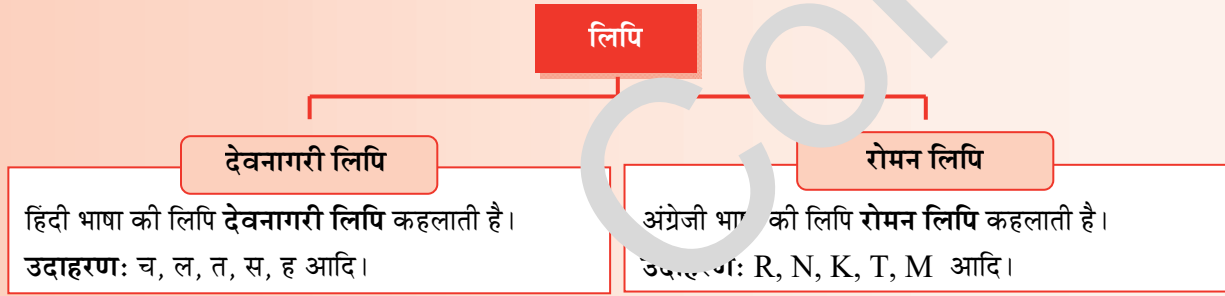 लिपि
देवनागरी लिपि
हिंदी भाषा की लिपि देवनागरी लिपि कहलाती है।
उदाहरण: च, ल, त, स, ह आदि।
रोमन लिपि
अंग्रेजी की लिपि रोमन लिपि कहलाती है।
R, N, K, T, M आदि।